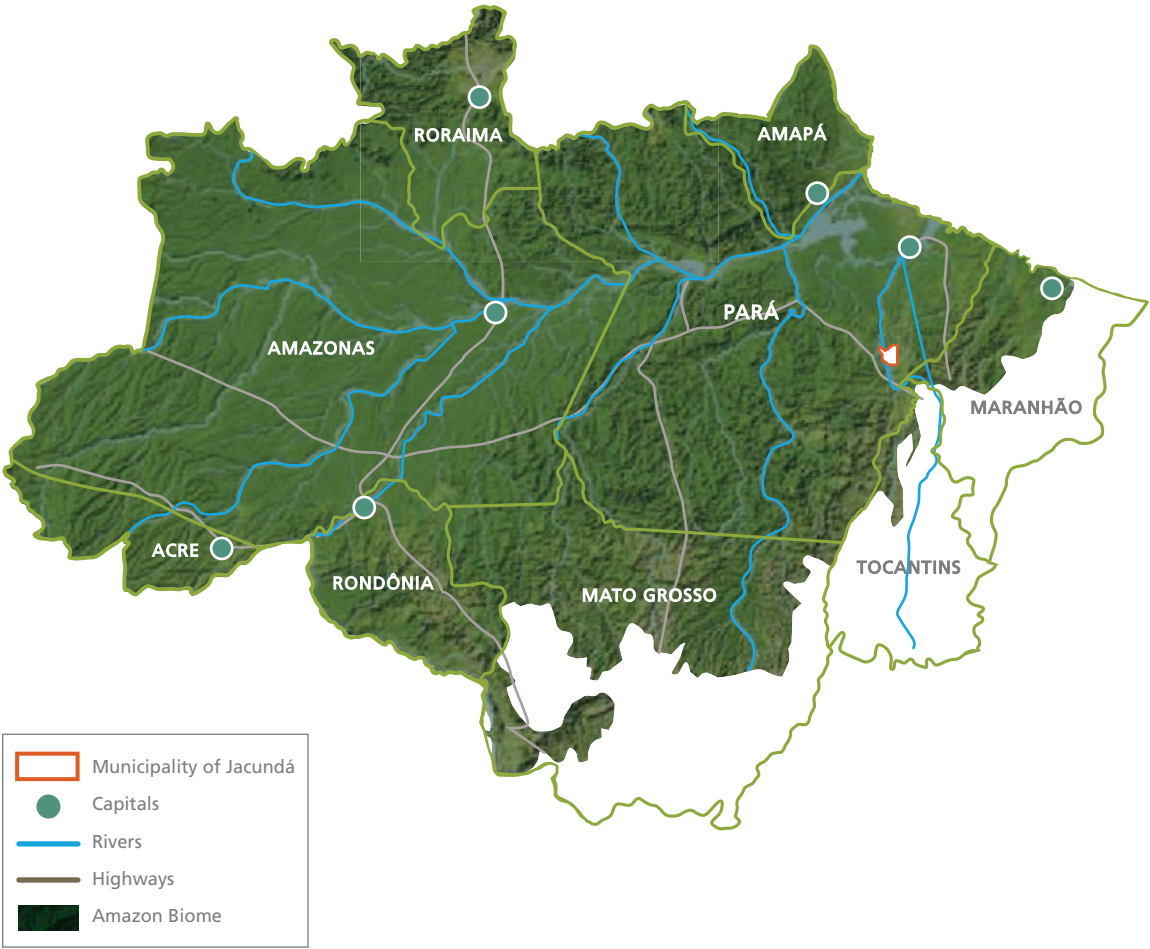 RORAIMA
AMAPÁ
PARÁ
AMAZONAS
MARANHÃO
ACRE
RONDÔNIA
MATO GROSSO
TOCANTINS
Municipality of Jacundá
Capitals
Rivers
Highways
Amazon Biome